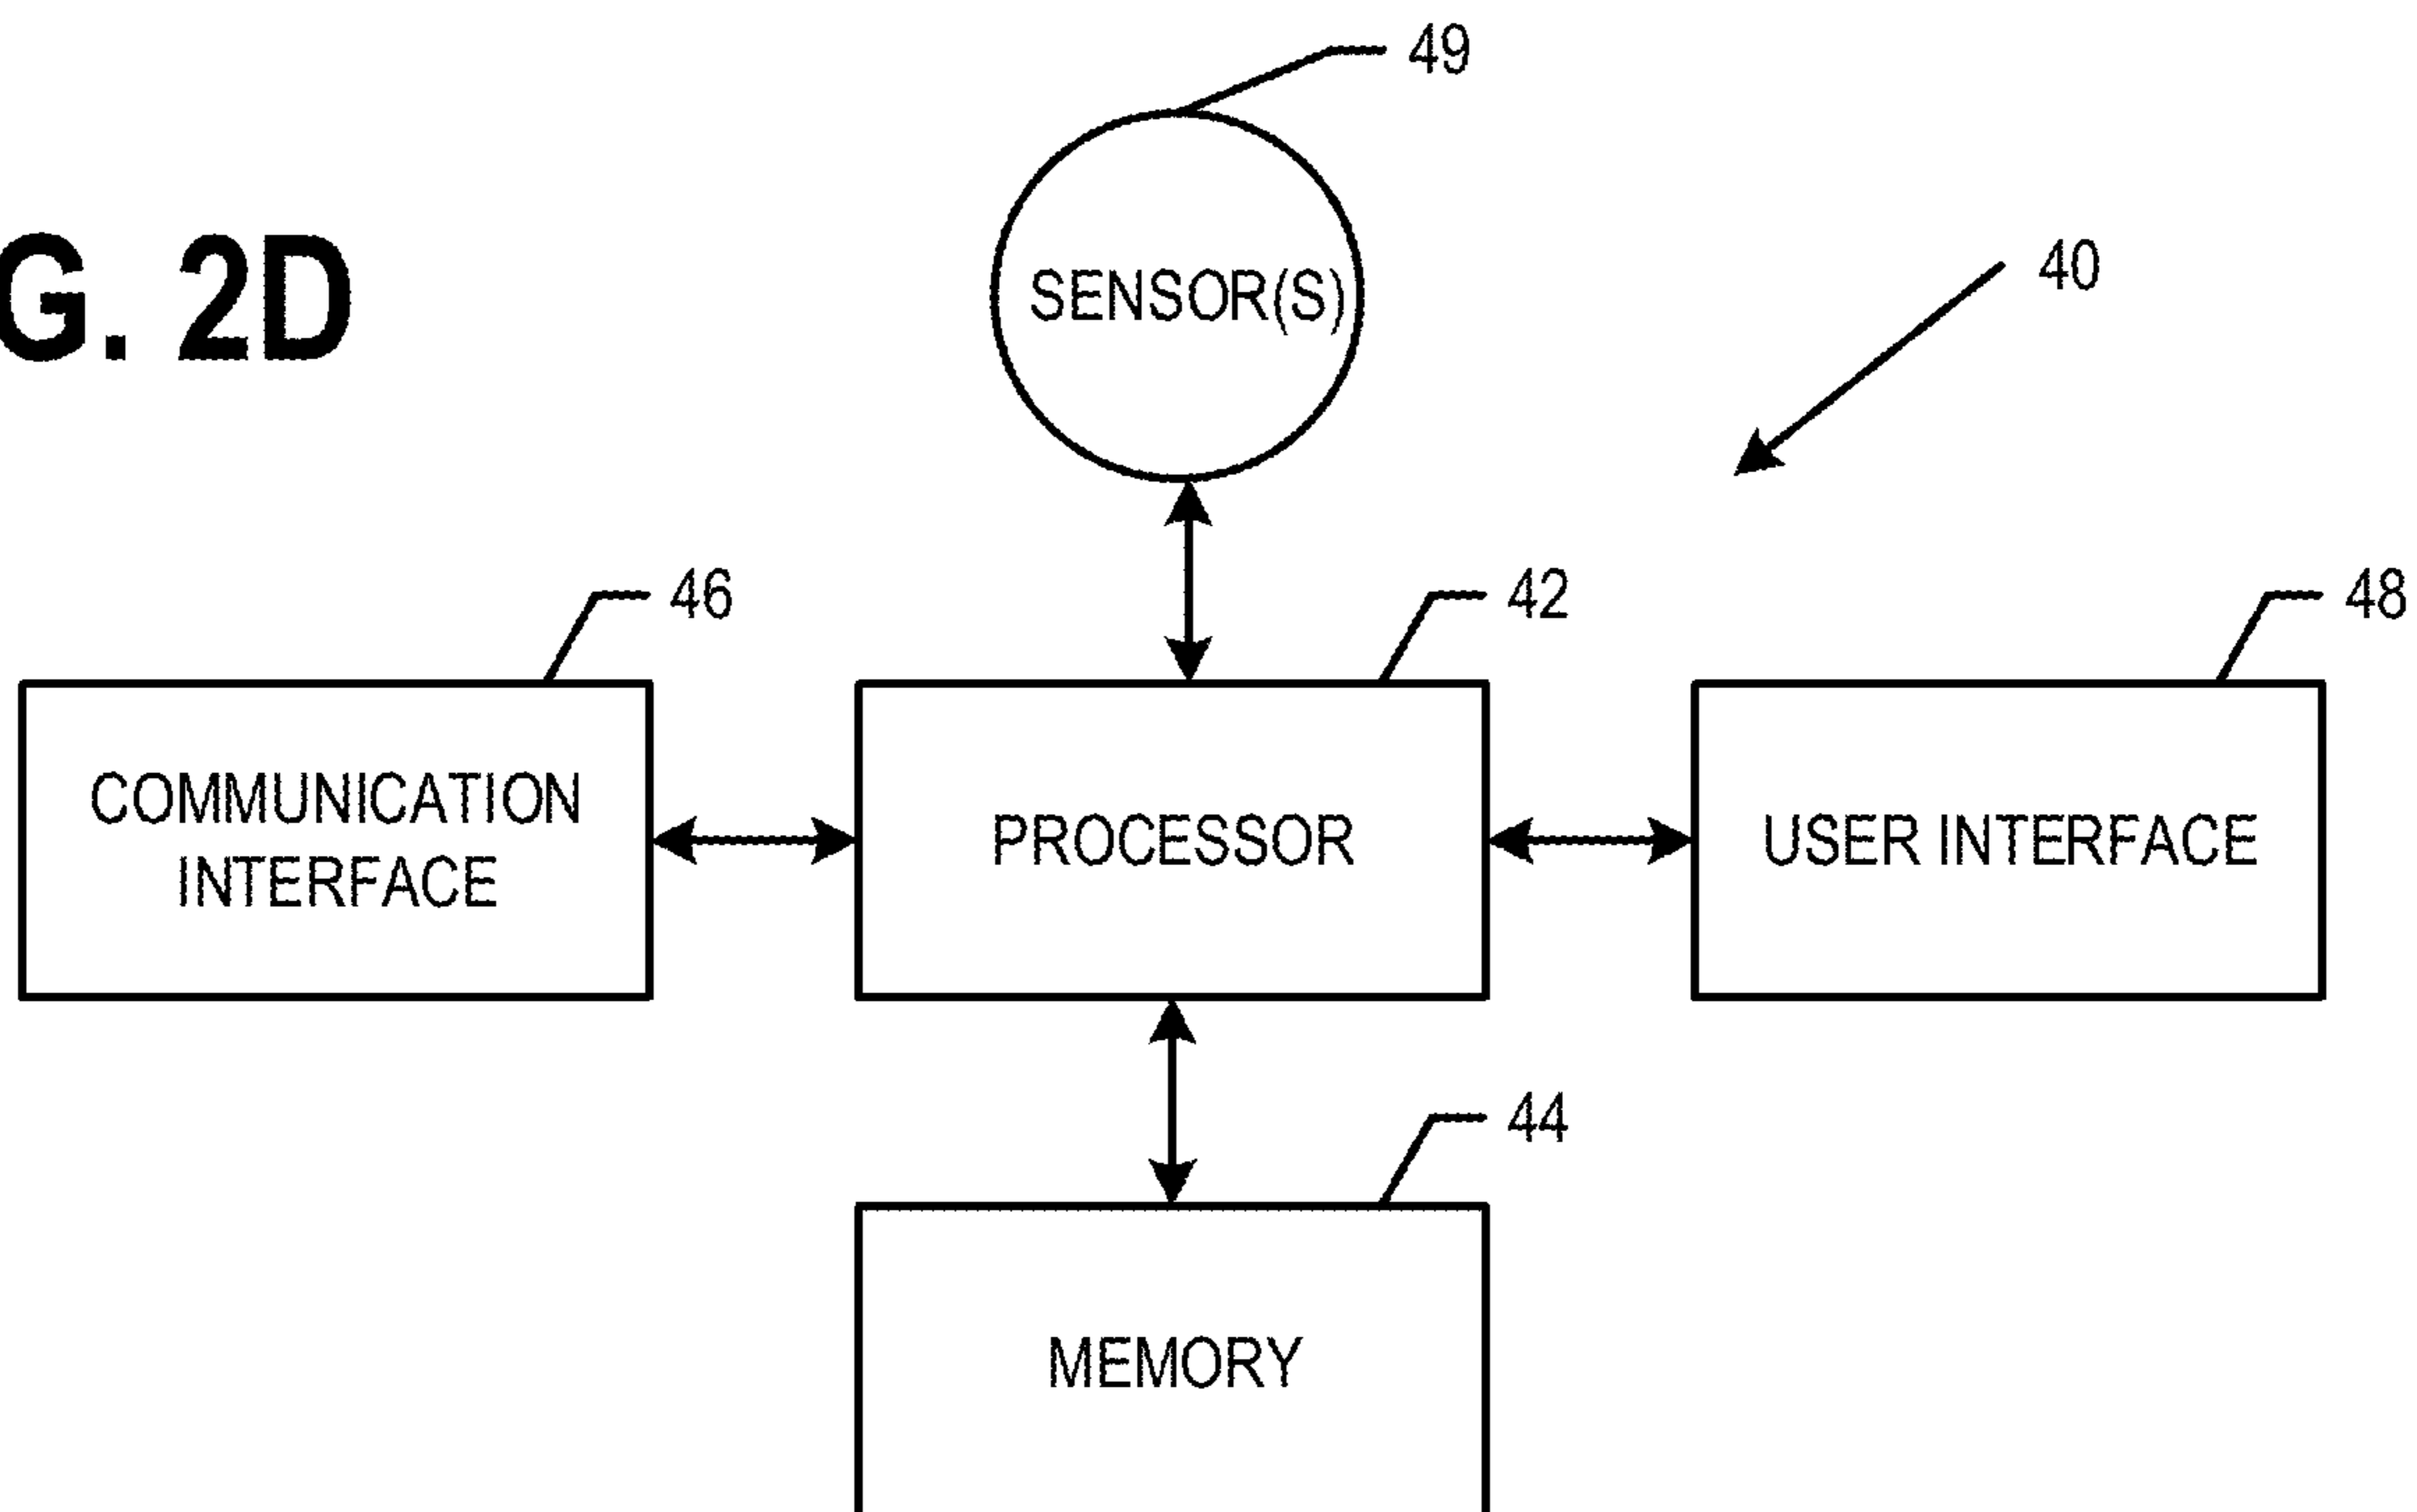 49
G. 2D
SENSOR(S)
40
46
42
48
COMMUNICATION
INTERFACE
PROCESSOR
USER INTERFACE
44
MEMORY